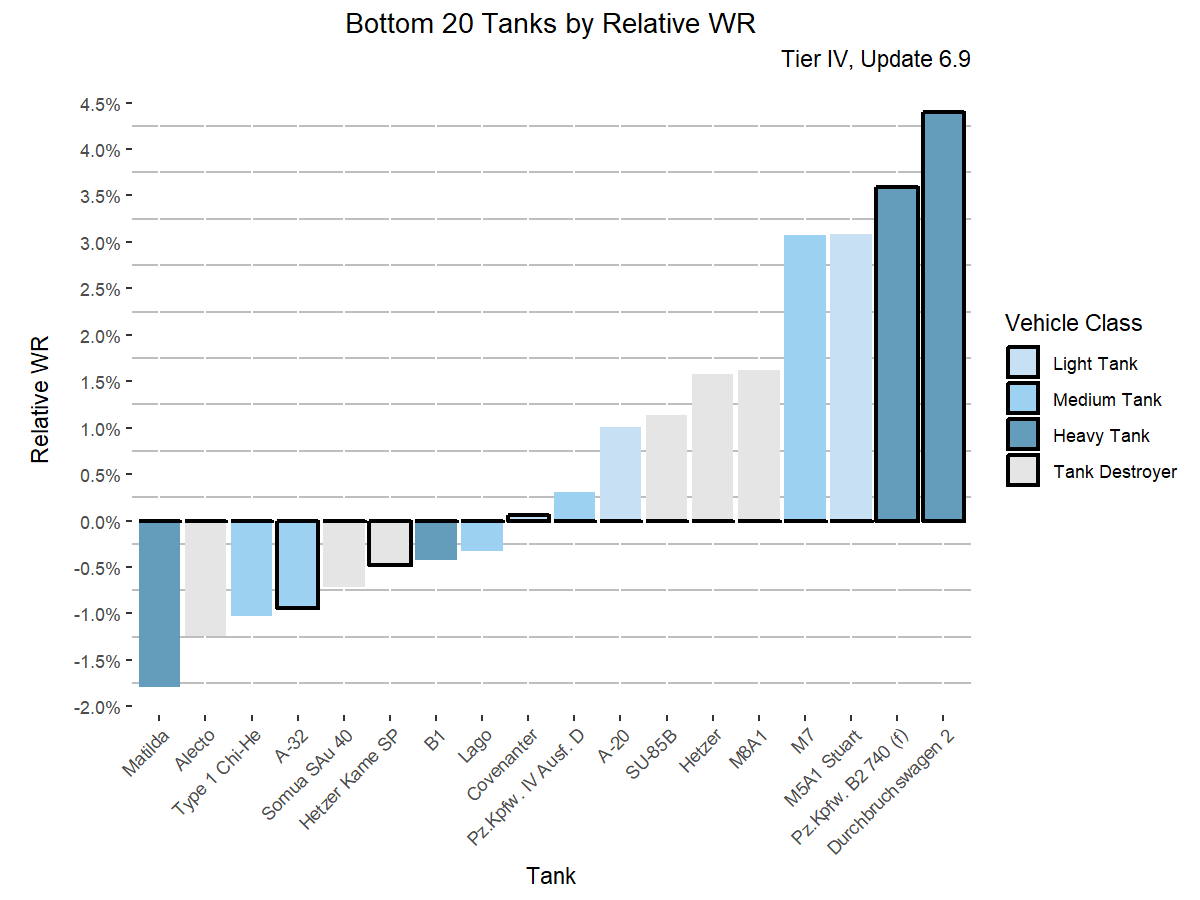 Bottom 20 Tanks by Relative WR
Tier IV, Update 6.9
4.5%
4.0%
3.5%
3.0%
2.5%
2.0%
1.5%
1.0%
0.5%
0.0%
-0.5%
-1.0%
-1.5%
-2.0%
Relative WR
Matilda
Alecto
Type 1 Chi-He
A-32
Somua SAu 40
Hetzer Kame SP
B1
Lago
Covenanter
Pz.Kpfw. IV Ausf. D
A-20
SU-85B
Hetzer
M8A1
M7
M5A1 Stuart
Pz.Kpfw. B2 740 (f)
Durchbruchswagen 2
Tank
Vehicle Class
Light Tank
Medium Tank
Heavy Tank
Tank Destroyer